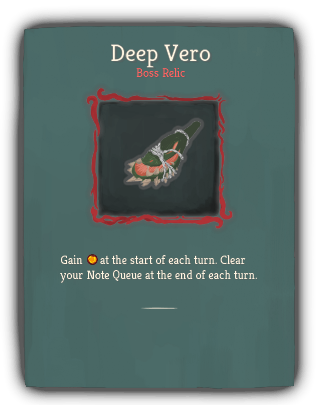 Deep Vero
Boss Relic
Gain at the start of each turn. Clear
your Note Queue at the end of each turn.